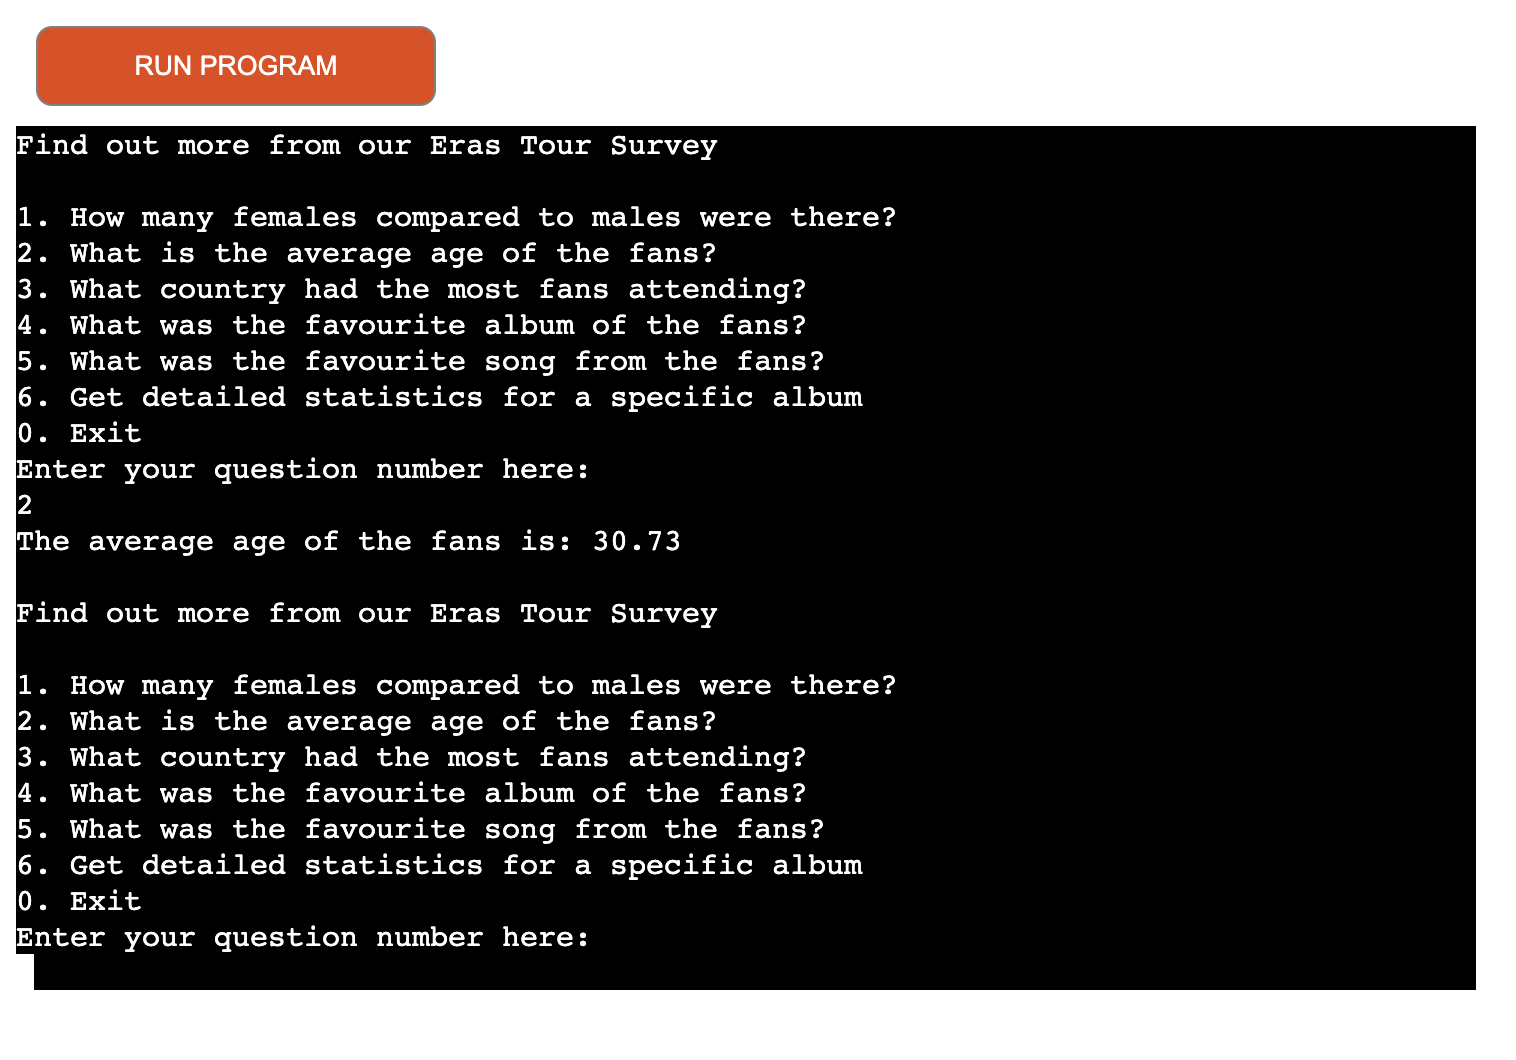 RUN PROGRAM
Find out more from our Eras Tour Survey
1. How many females compared to males were there?
2. What is the average age of the fans?
3. What country had the most fans attending?
4. What was the favourite album of the fans?
5. What was the favourite song from the fans?
6. Get detailed statistics for a specific album
0. Exit
Enter your question number here:
2
The average age of the fans is: 30.73
Find out more from our Eras Tour Survey
1. How many females compared to males were there?
2. What is the average age of the fans?
3. What country had the most fans attending?
4. What was the favourite album of the fans?
5. What was the favourite song from the fans?
6. Get detailed statistics for a specific album
0. Exit
Enter your question number here: